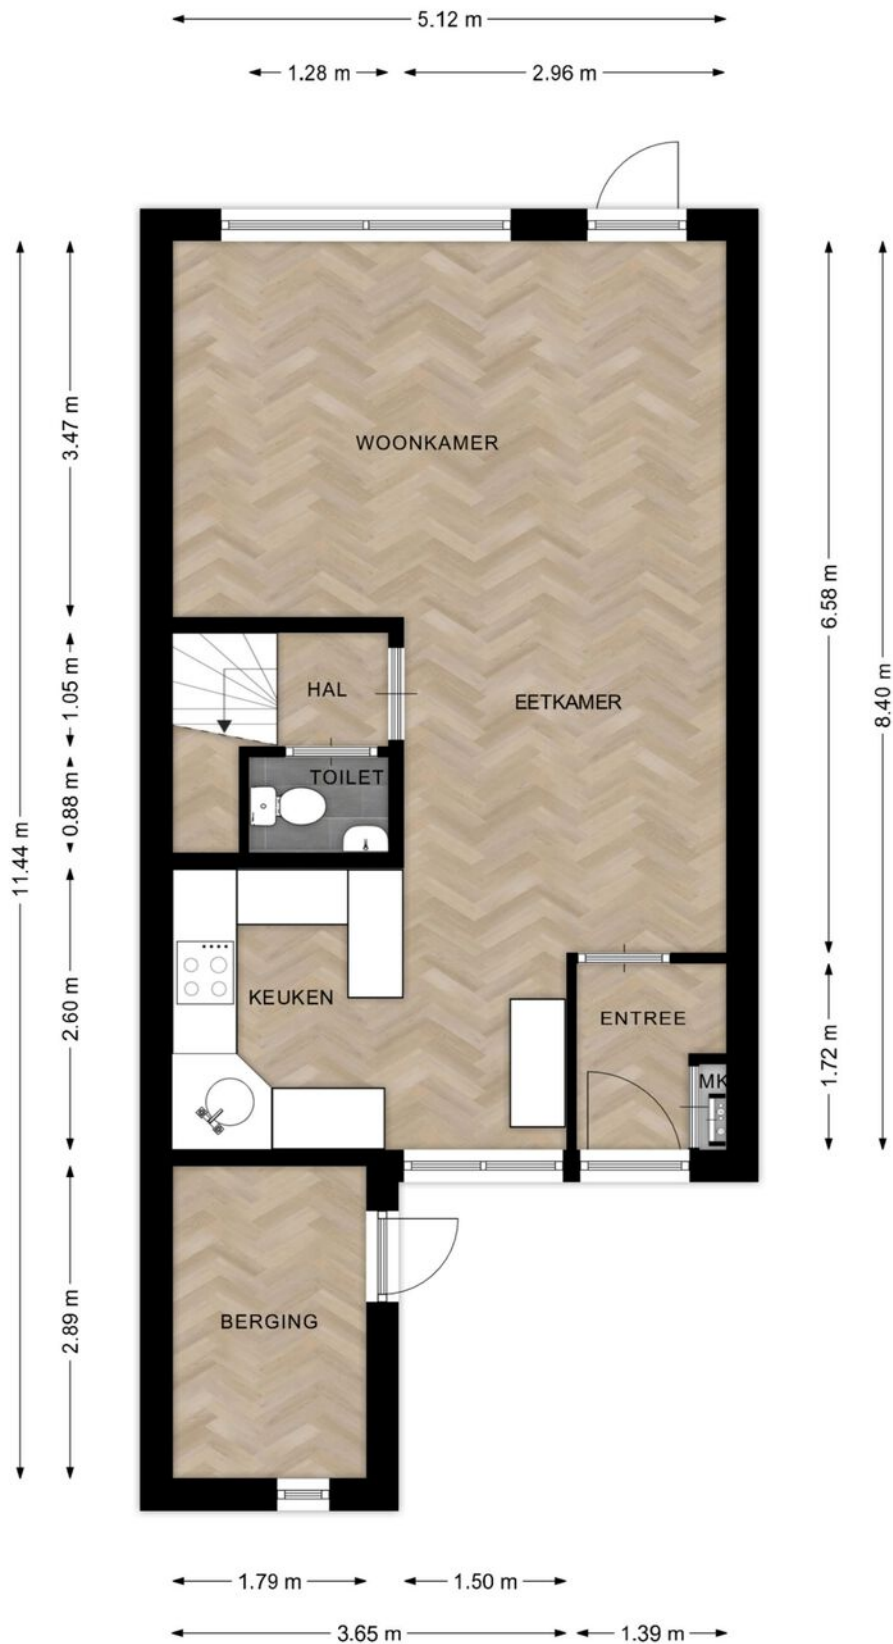 5.12 m
1.28 m
2.96 m
3.47 m
WOONKAMER
6.58 m
8.40 m
1.05 m
HAL
EETKAMER
TOILET
0.88 m
11.44 m
2.60 m
KEUKEN
ENTREE
1.72 m
MK
2.89 m
BERGING
1.79 m
1.50 m
3.65 m
1.39 m